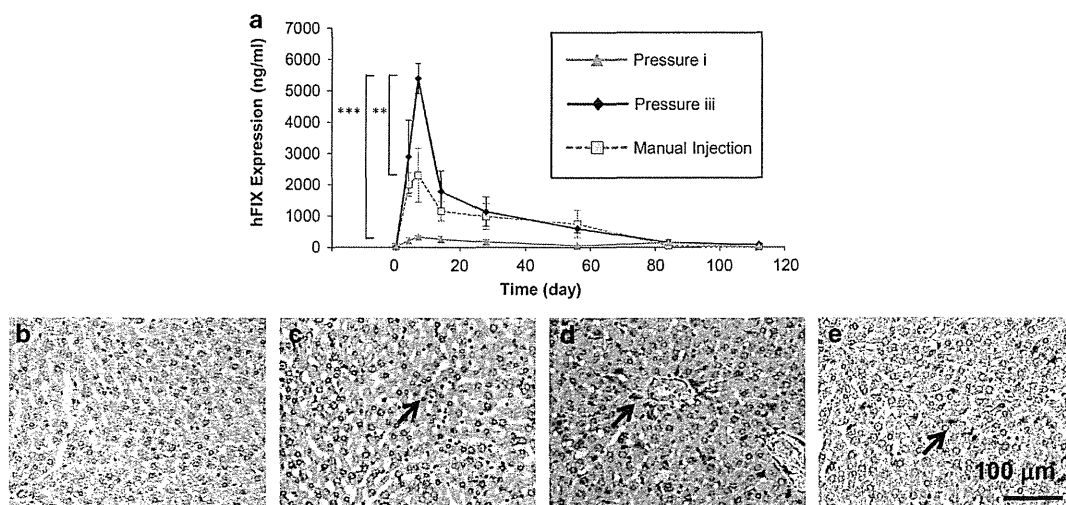 a
7000
6000
5000
4000
3000
2000
1000
0
hFIX Expression (ng/ml)
***
**
Pressure i
Pressure iii
Manual Injection
0 20 40 60 80 100 120
Time (day)
b
c
d
e
100 μm